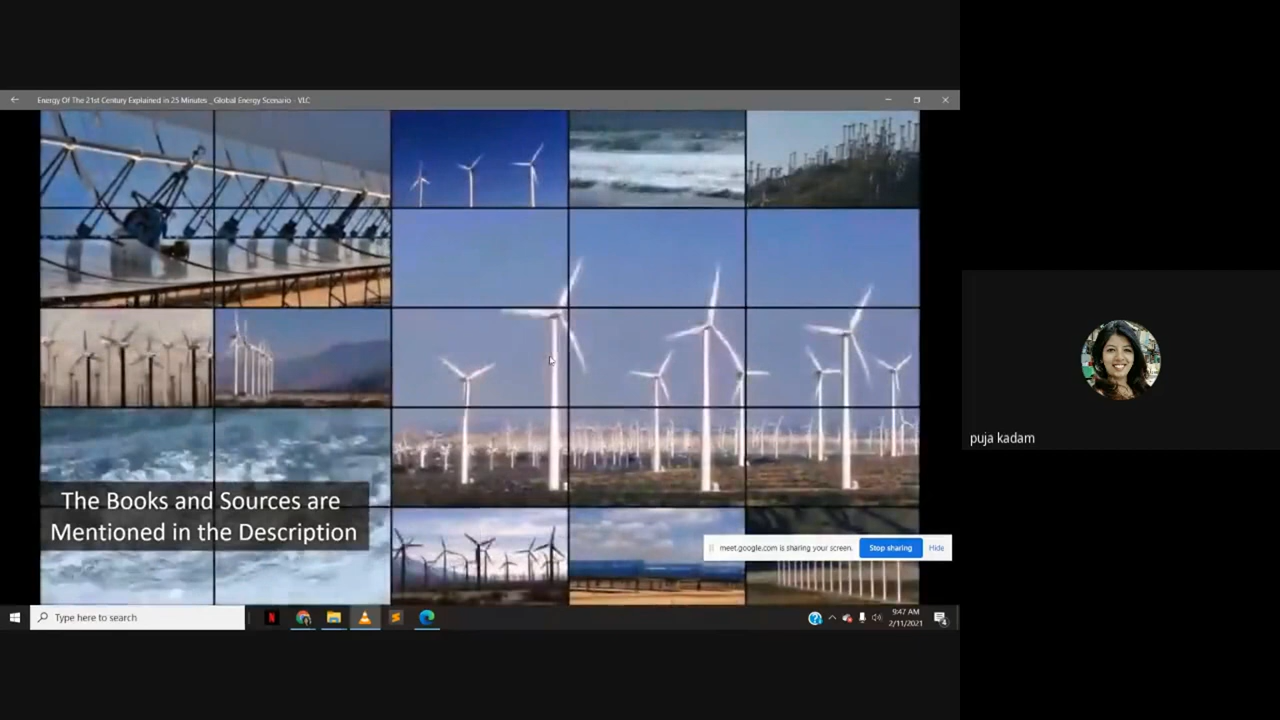 Energy Of The 21st Century Explained in 25 Minutes _ Global Energy Scenario - VLC
The Books and Sources are
Mentioned in the Description
meet.google.com is sharing your screen.
Stop sharing
Hide
puja kadam
Type here to search
9:47 AM
2/11/2021